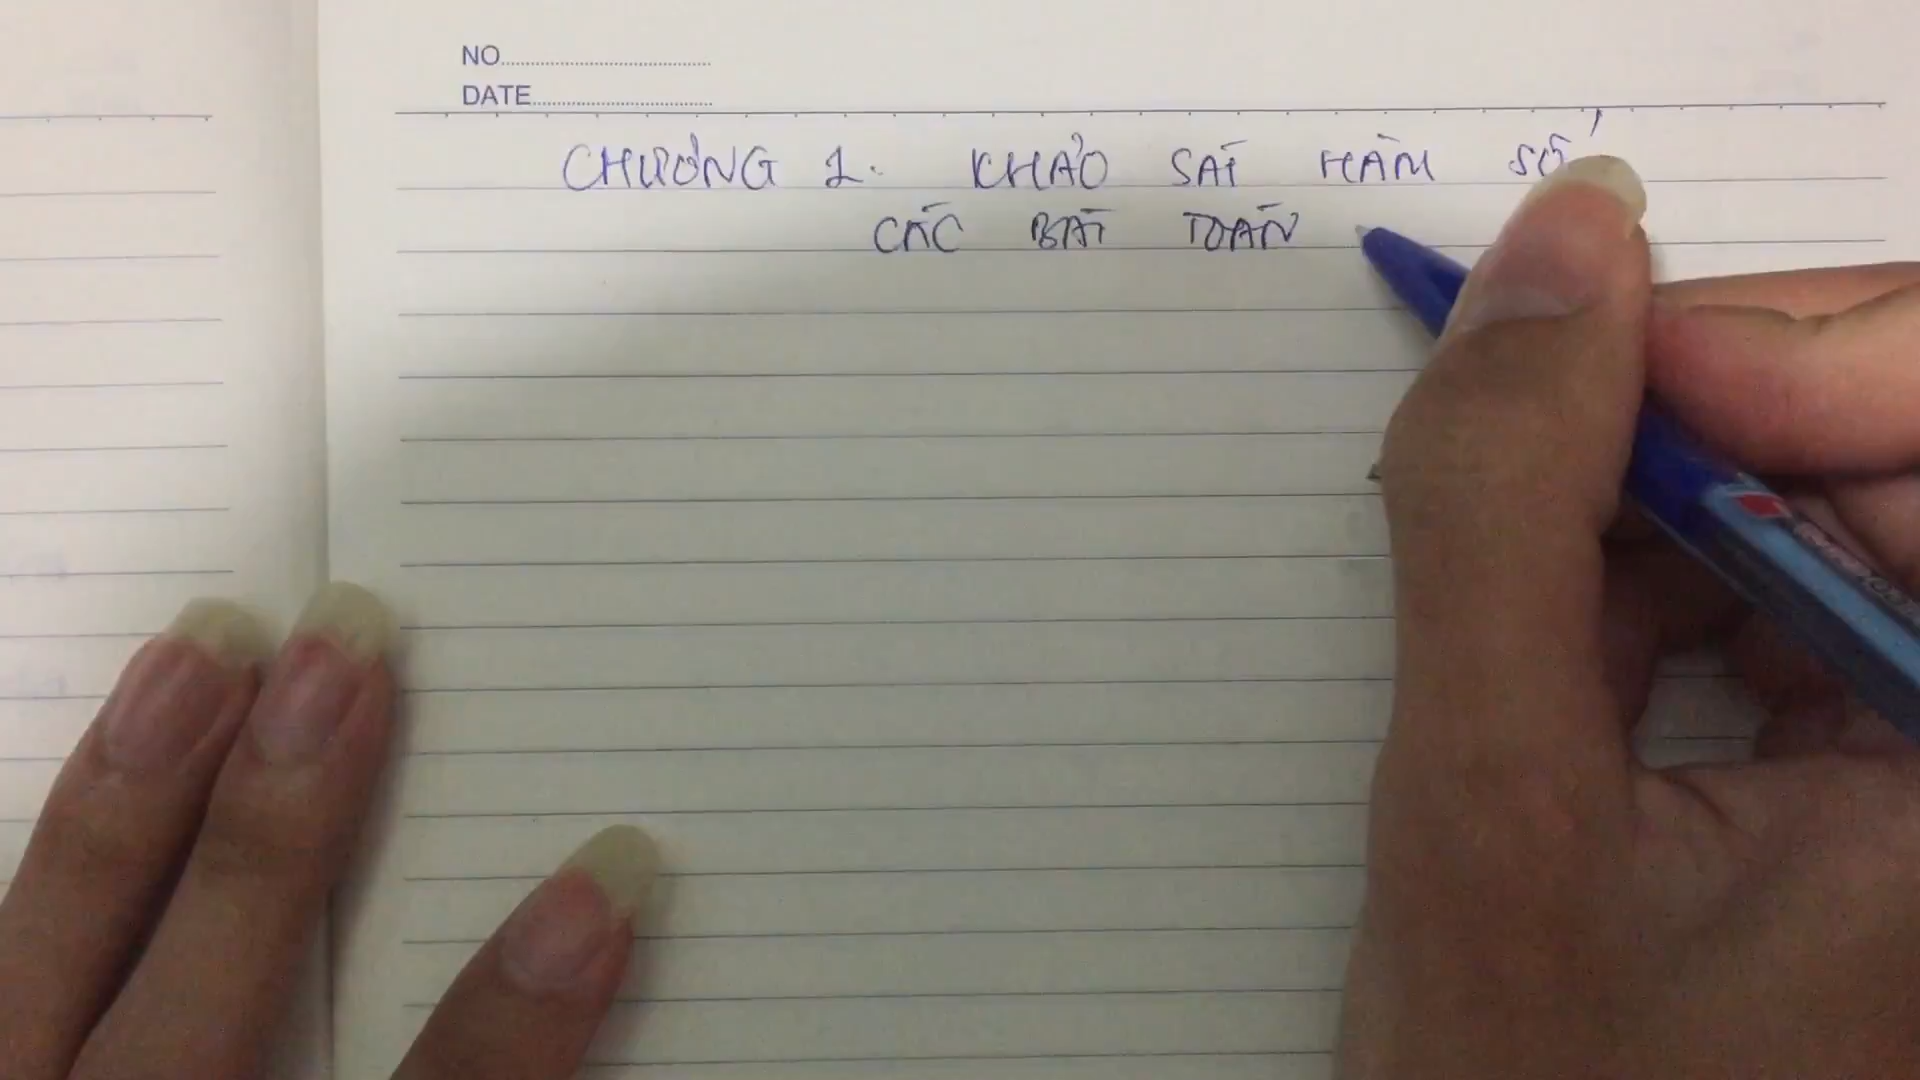 NO
DATE
CHƯƠNG 1. KHẢO SÁT HÀM SỐ
CÁC BÀI TOÁN